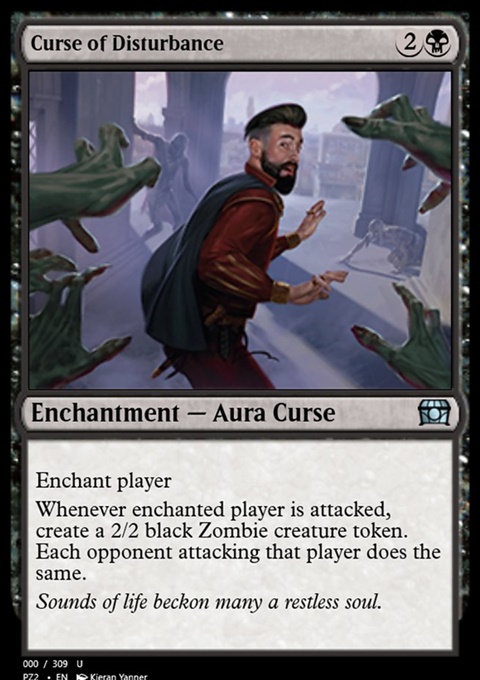 Curse of Disturbance 2
Enchantment — Aura Curse
Enchant player
Whenever enchanted player is attacked,
create a 2/2 black Zombie creature token.
Each opponent attacking that player does the
same.
Sounds of life beckon many a restless soul.
000 / 309 U
PZ2 • EN Kieran Yanner